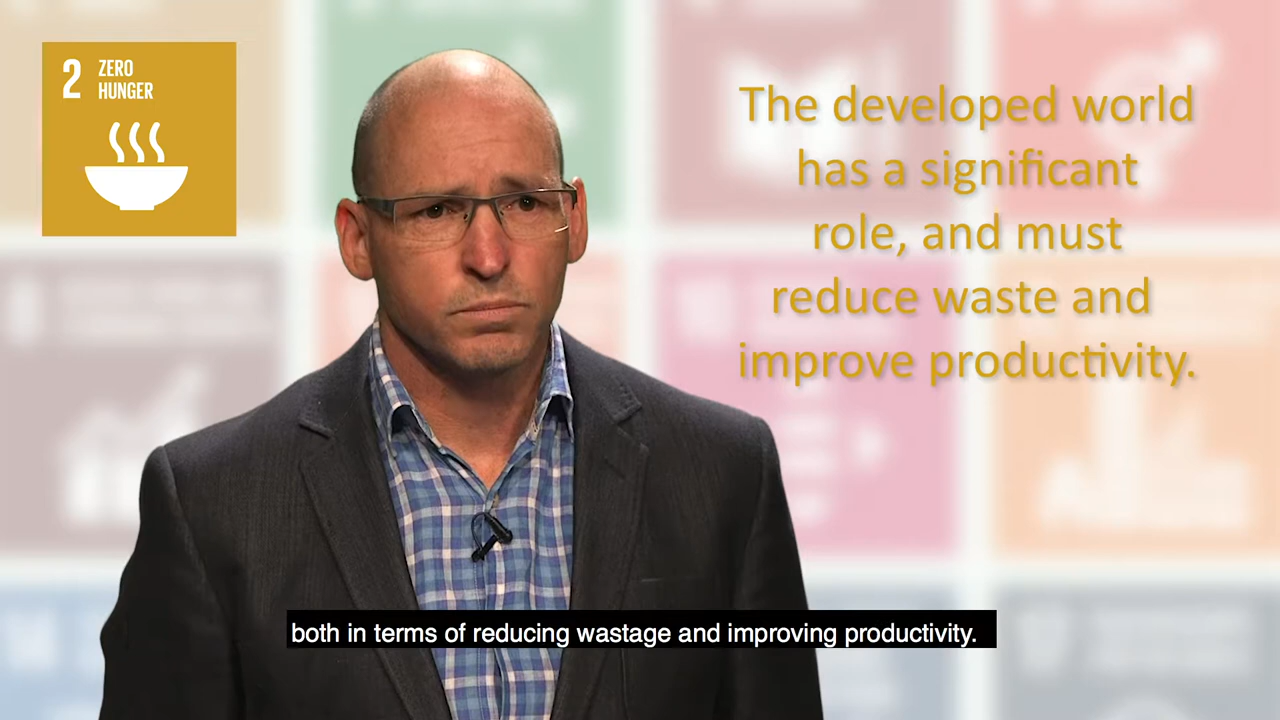 2 ZERO
HUNGER
The developed world
has a significant
role, and must
reduce waste and
improve productivity.
both in terms of reducing wastage and improving productivity.